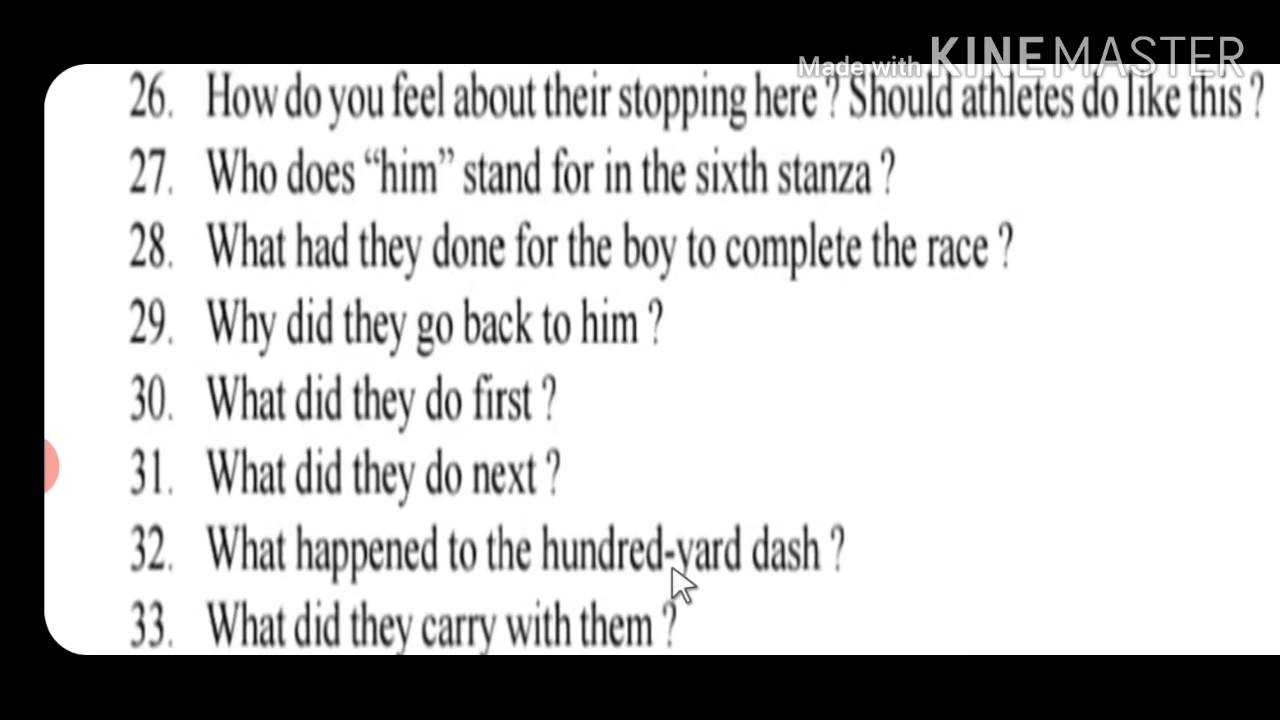 Made with KINEMASTER
26. How do you feel about their stopping here ? Should athletes do like this ?
27. Who does “him” stand for in the sixth stanza ?
28. What had they done for the boy to complete the race ?
29. Why did they go back to him ?
30. What did they do first ?
31. What did they do next ?
32. What happened to the hundred-yard dash ?
33. What did they carry with them ?